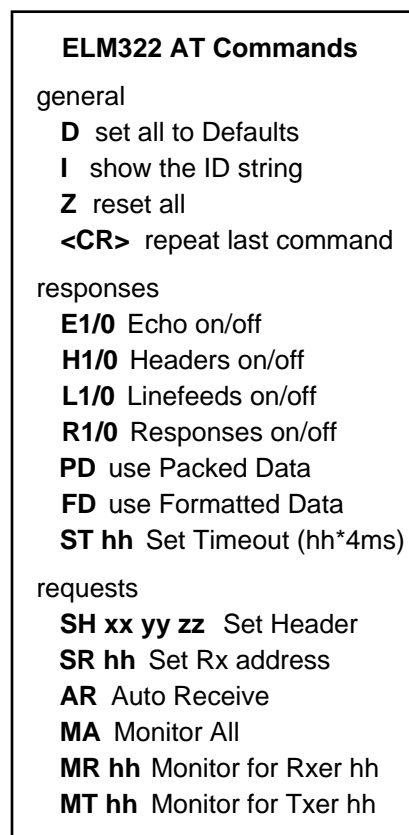 ELM322 AT Commands
general
D set all to Defaults
I show the ID string
Z reset all
<CR> repeat last command
responses
E1/0 Echo on/off
H1/0 Headers on/off
L1/0 Linefeeds on/off
R1/0 Responses on/off
PD use Packed Data
FD use Formatted Data
ST hh Set Timeout (hh*4ms)
requests
SH xx yy zz Set Header
SR hh Set Rx address
AR Auto Receive
MA Monitor All
MR hh Monitor for Rxer hh
MT hh Monitor for Txer hh